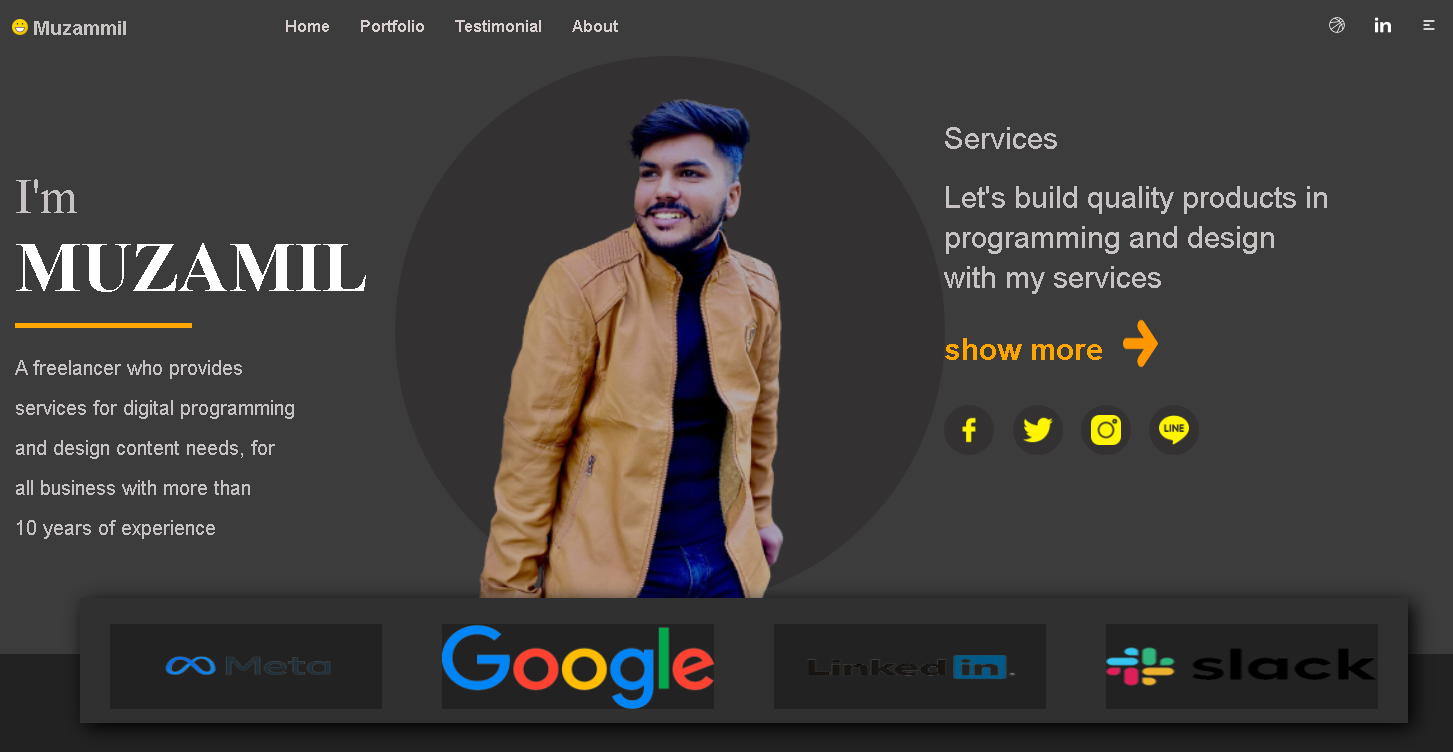 Muzammil
Home
Portfolio
Testimonial
About
in
I'm
MUZAMIL
A freelancer who provides
services for digital programming
and design content needs, for
all business with more than
10 years of experience
Services
Let's build quality products in
programming and design
with my services
show more
f
LINE
Meta
Google
Linked in.
slack